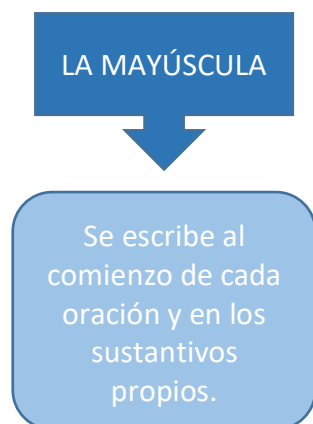 LA MAYÚSCULA
Se escribe al
comienzo de cada
oración y en los
sustantivos
propios.